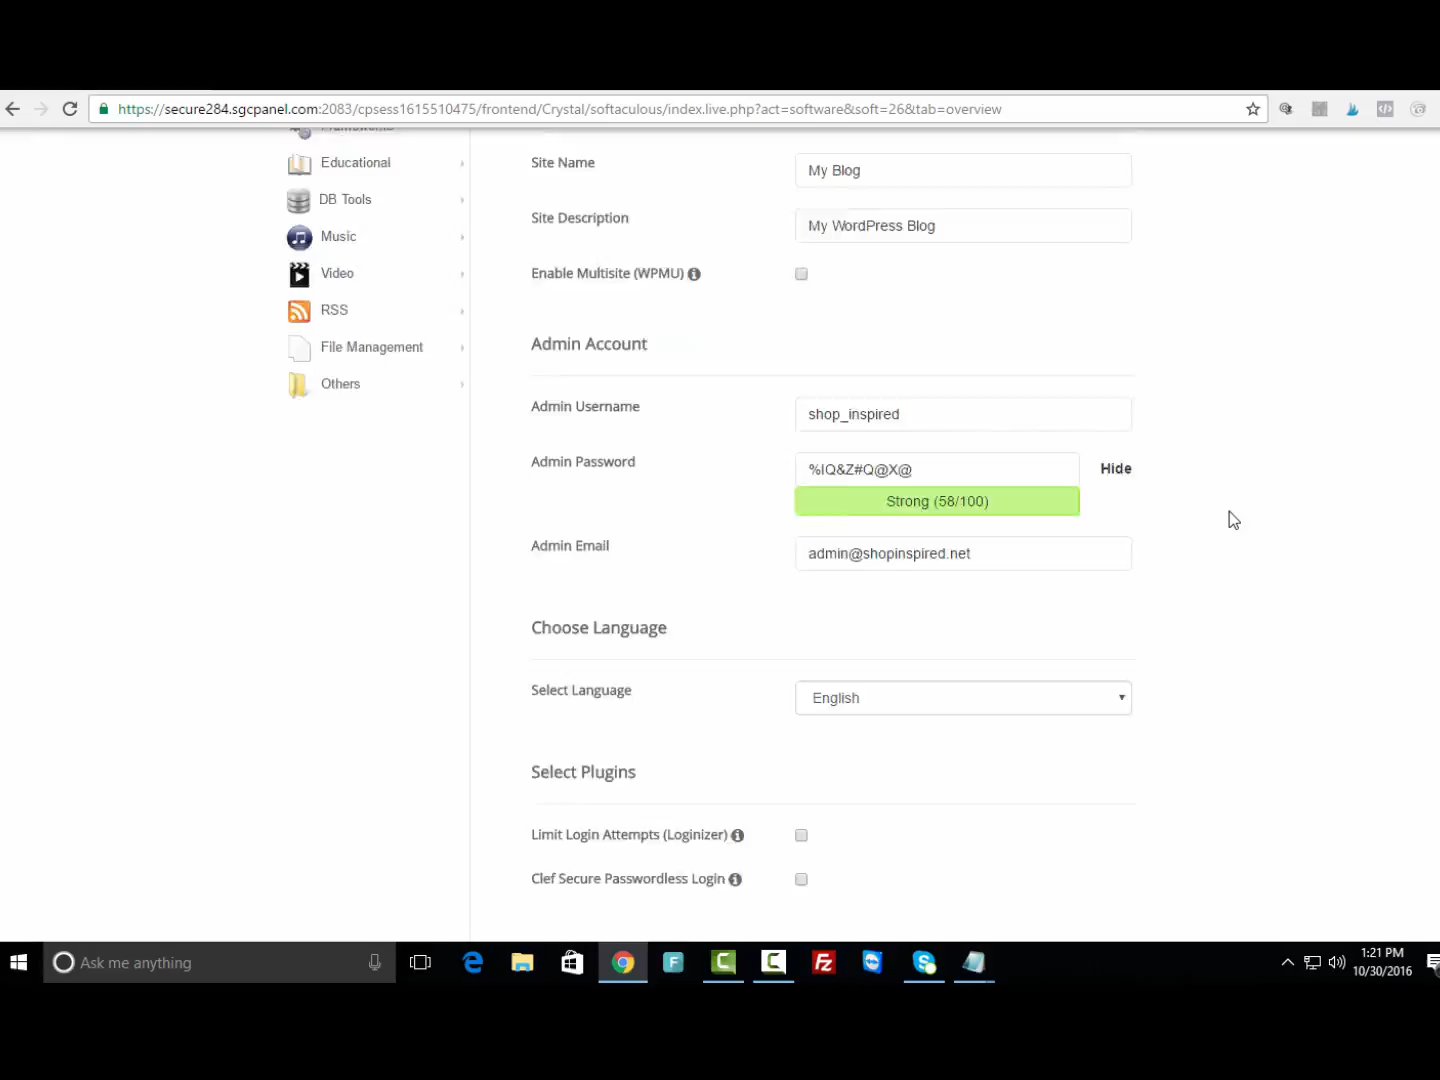 https://secure284.sgcpanel.com:2083/cpsess1615510475/frontend/Crystal/softaculous/index.live.php?act=software&soft=26&tab=overview
Educational
DB Tools
Music
Video
RSS
File Management
Others
Site Name
My Blog
Site Description
My WordPress Blog
Enable Multisite (WPMU)
Admin Account
Admin Username
shop_inspired
Admin Password
%IQ&Z#Q@X@
Hide
Strong (58/100)
Admin Email
admin@shopinspired.net
Choose Language
Select Language
English
Select Plugins
Limit Login Attempts (Loginizer)
Clef Secure Passwordless Login
Ask me anything
1:21 PM
10/30/2016